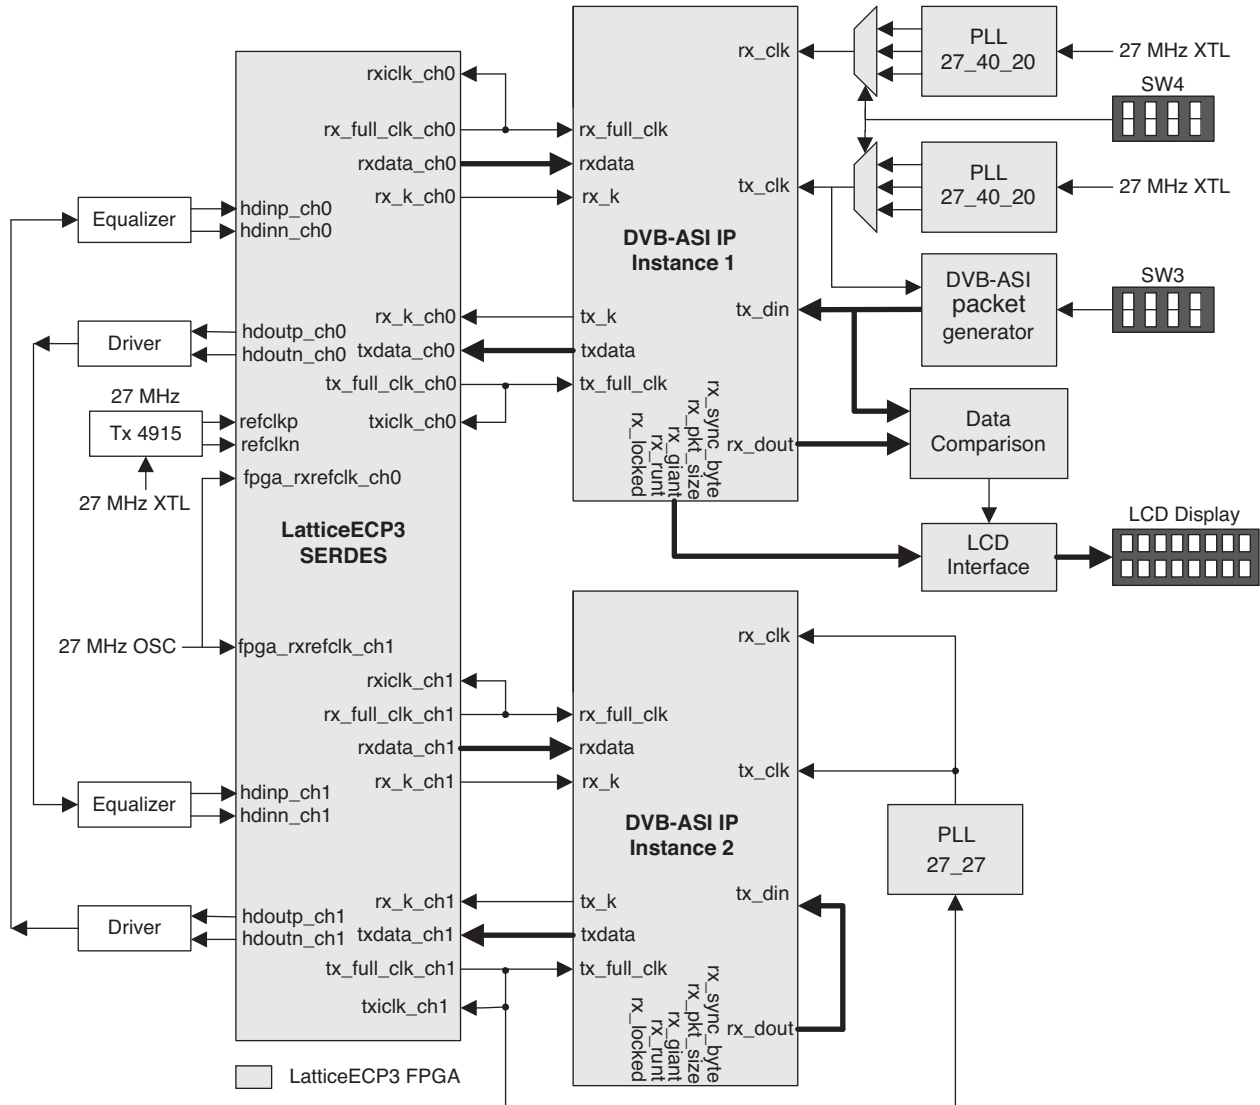 rx_clk
PLL
27_40_20
27 MHz XTL
SW4
rxiclk_ch0
rx_full_clk_ch0
rx_full_clk
rxdata_ch0
rxdata
rx_k_ch0
rx_k
tx_clk
PLL
27_40_20
27 MHz XTL
Equalizer
hdinp_ch0
hdinn_ch0
DVB-ASI IP
Instance 1
SW3
DVB-ASI
packet
generator
tx_din
rx_k_ch0
tx_k
Driver
hdoutp_ch0
hdoutn_ch0
txdata_ch0
txdata
tx_full_clk_ch0
tx_full_clk
27 MHz
Tx 4915
refclkp
refclkn
txiclk_ch0
rx_locked
rx_runt
rx_giant
rx_pkt_size
rx_sync_byte
rx_dout
Data
Comparison
fpga_rxrefclk_ch0
27 MHz XTL
LatticeECP3
SERDES
LCD Display
LCD
Interface
27 MHz OSC
fpga_rxrefclk_ch1
rx_clk
rxiclk_ch1
rx_full_clk_ch1
rx_full_clk
rxdata_ch1
rxdata
tx_clk
rx_k_ch1
rx_k
Equalizer
hdinp_ch1
hdinn_ch1
DVB-ASI IP
Instance 2
PLL
27_27
tx_din
rx_k_ch1
tx_k
Driver
hdoutp_ch1
hdoutn_ch1
txdata_ch1
txdata
tx_full_clk_ch1
tx_full_clk
txiclk_ch1
rx_locked
rx_runt
rx_giant
rx_pkt_size
rx_sync_byte
rx_dout
LatticeECP3 FPGA